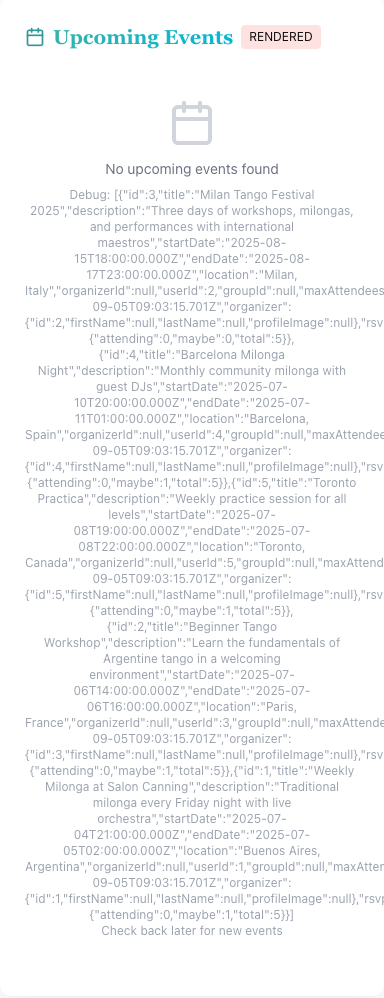 Upcoming Events RENDERED
No upcoming events found
Debug: [{"id":3,"title":"Milan Tango Festival
2025","description":"Three days of workshops, milongas,
and performances with international
maestros","startDate":"2025-08-
15T18:00:00.000Z","endDate":"2025-08-
17T23:00:00.000Z","location":"Milan,
Italy","organizerId":null,"userId":2,"groupId":null,"maxAttendees
09-05T09:03:15.701Z","organizer":
{"id":2,"firstName":null,"lastName":null,"profileImage":null},"rsv
{"attending":0,"maybe":0,"total":5}},
{"id":4,"title":"Barcelona Milonga
Night","description":"Monthly community milonga with
guest DJs","startDate":"2025-07-
10T20:00:00.000Z","endDate":"2025-07-
11T01:00:00.000Z","location":"Barcelona,
Spain","organizerId":null,"userId":4,"groupId":null,"maxAttendee
09-05T09:03:15.701Z","organizer":
{"id":4,"firstName":null,"lastName":null,"profileImage":null},"rsv
{"attending":0,"maybe":1,"total":5}},{"id":5,"title":"Toronto
Practica","description":"Weekly practice session for all
levels","startDate":"2025-07-
08T19:00:00.000Z","endDate":"2025-07-
08T22:00:00.000Z","location":"Toronto,
Canada","organizerId":null,"userId":5,"groupId":null,"maxAttend
09-05T09:03:15.701Z","organizer":
{"id":5,"firstName":null,"lastName":null,"profileImage":null},"rsv
{"attending":0,"maybe":1,"total":5}},
{"id":2,"title":"Beginner Tango
Workshop","description":"Learn the fundamentals of
Argentine tango in a welcoming
environment","startDate":"2025-07-
06T14:00:00.000Z","endDate":"2025-07-
06T16:00:00.000Z","location":"Paris,
France","organizerId":null,"userId":3,"groupId":null,"maxAttende
09-05T09:03:15.701Z","organizer":
{"id":3,"firstName":null,"lastName":null,"profileImage":null},"rsv
{"attending":0,"maybe":1,"total":5}},{"id":1,"title":"Weekly
Milonga at Salon Canning","description":"Traditional
milonga every Friday night with live
orchestra","startDate":"2025-07-
04T21:00:00.000Z","endDate":"2025-07-
05T02:00:00.000Z","location":"Buenos Aires,
Argentina","organizerId":null,"userId":1,"groupId":null,"maxAtten
09-05T09:03:15.701Z","organizer":
{"id":1,"firstName":null,"lastName":null,"profileImage":null},"rsvp
{"attending":0,"maybe":1,"total":5}}]
Check back later for new events